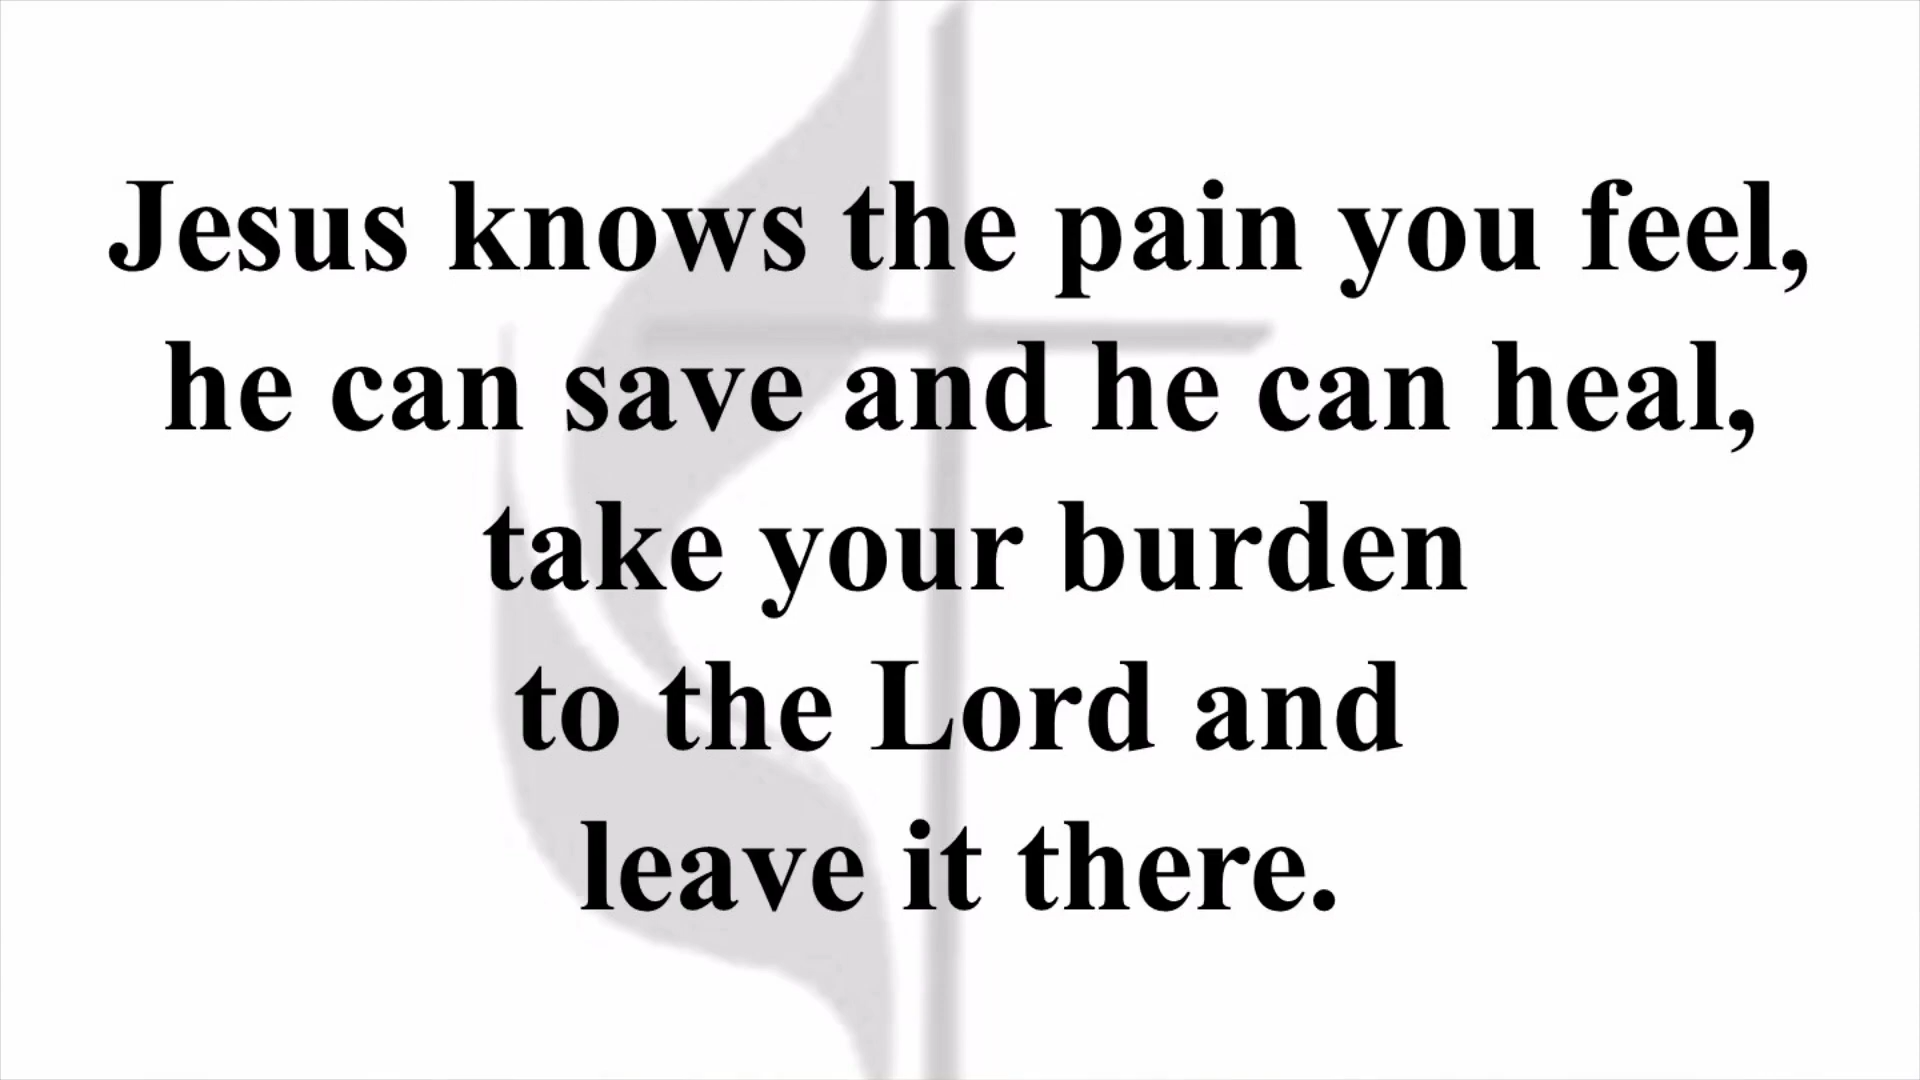 Jesus knows the pain you feel,
he can save and he can heal,
take your burden
to the Lord and
leave it there.